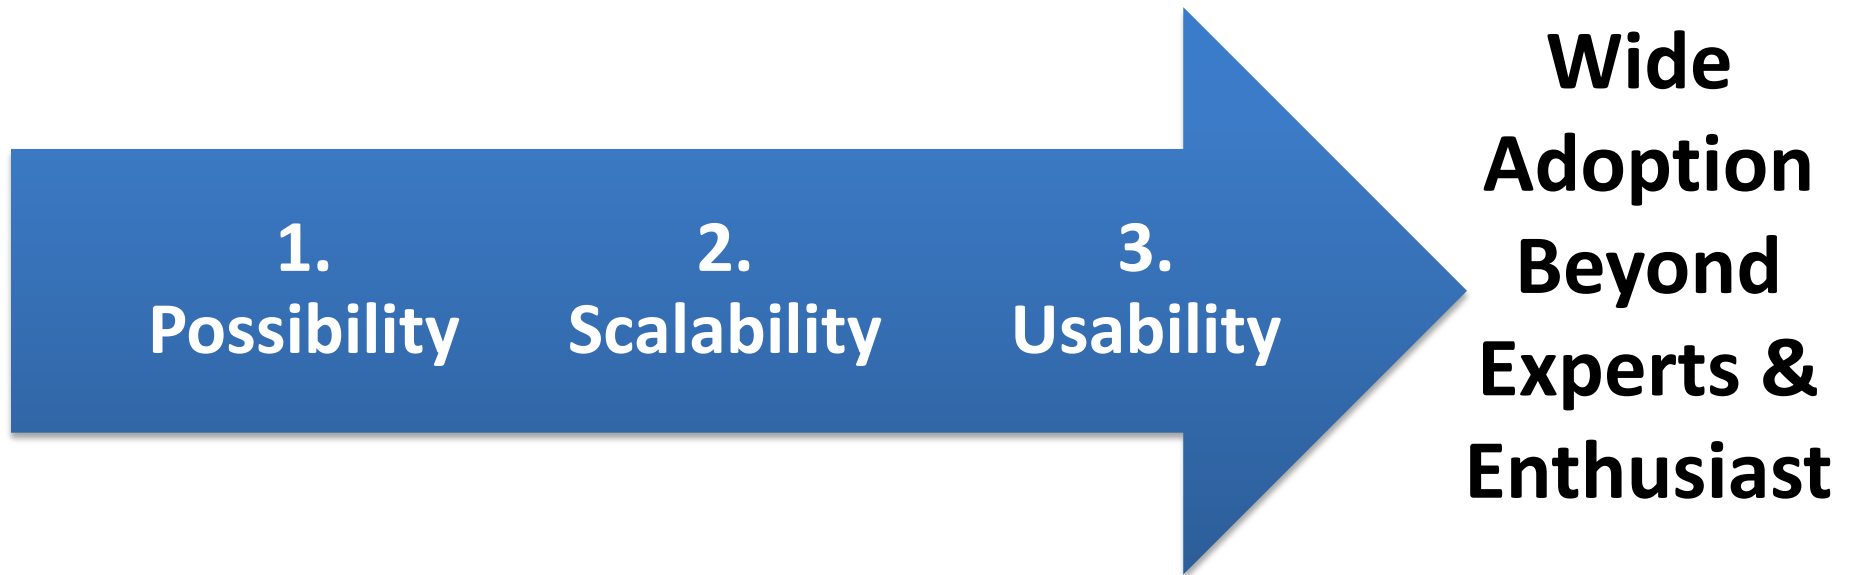 1.
Possibility
2.
Scalability
3.
Usability
Wide
Adoption
Beyond
Experts &
Enthusiast